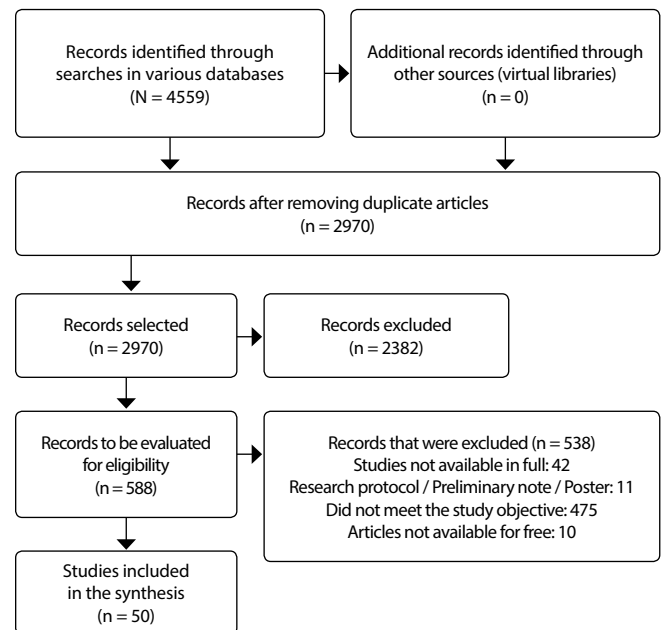 Records identified through
searches in various databases
(N = 4559)
Additional records identified through
other sources (virtual libraries)
(n = 0)
Records after removing duplicate articles
(n = 2970)
Records selected
(n = 2970)
Records excluded
(n = 2382)
Records to be evaluated
for eligibility
(n = 588)
Records that were excluded (n = 538)
Studies not available in full: 42
Research protocol / Preliminary note / Poster: 11
Did not meet the study objective: 475
Articles not available for free: 10
Studies included
in the synthesis
(n = 50)